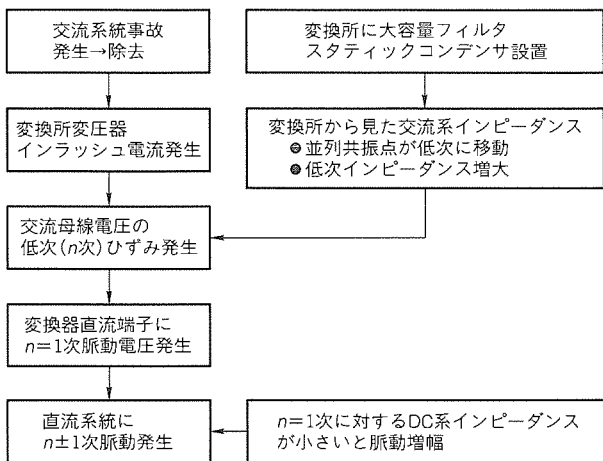 交流系統事故
発生→除去
変換所に大容量フィルタ
スタティックコンデンサ設置
変換所変圧器
インラッシュ電流発生
変換所から見た交流系インピーダンス
●並列共振点が低次に移動
●低次インピーダンス増大
交流母線電圧の
低次(n次)ひずみ発生
変換器直流端子に
n=1次脈動電圧発生
直流系統に
n±1次脈動発生
n=1次に対するDC系インピーダンス
が小さいと脈動増幅